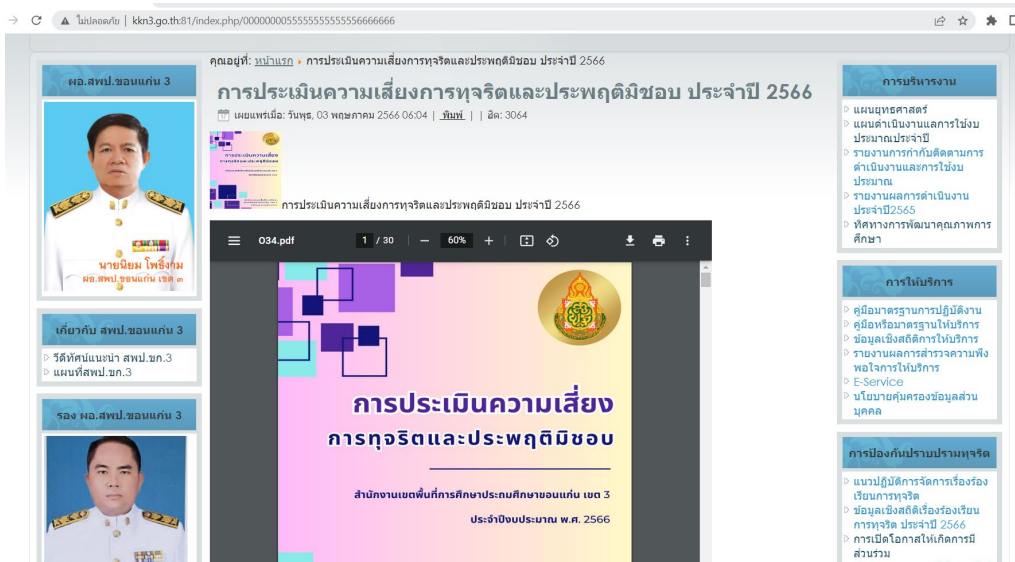 ไม่ปลอดภัย | kkn3.go.th:81/index.php/0000000055555555555556666666
ผอ.สพป.ขอนแก่น 3
นายนิยม โพธิ์งาม
ผอ.สพป.ขอนแก่น เขต ๓
เกี่ยวกับ สพป.ขอนแก่น 3
วีดีทัศน์แนะนำ สพป.ขก.3
แผนที่สพป.ขก.3
รอง ผอ.สพป.ขอนแก่น 3
คุณอยู่ที่: หน้าแรก การประเมินความเสี่ยงการทุจริตและประพฤติมิชอบ ประจำปี 2566
การประเมินความเสี่ยงการทุจริตและประพฤติมิชอบ ประจำปี 2566
เผยแพร่เมื่อ: วันพุธ, 03 พฤษภาคม 2566 06:04 | พิมพ์ | | ฮิต: 3064
การประเมินความเสี่ยง
การทุจริตและประพฤติมิชอบ
การประเมินความเสี่ยงการทุจริตและประพฤติมิชอบ ประจำปี 2566
034.pdf 1 / 30 | − 60% +
การประเมินความเสี่ยง
การทุจริตและประพฤติมิชอบ
สำนักงานเขตพื้นที่การศึกษาประถมศึกษาขอนแก่น เขต 3
ประจำปีงบประมาณ พ.ศ. 2566
การบริหารงาน
แผนยุทธศาสตร์
แผนดำเนินงานและการใช้งบ
ประมาณประจำปี
รายงานการกำกับติดตามการ
ดำเนินงานและการใช้งบ
ประมาณ
รายงานผลการดำเนินงาน
ประจำปี2565
ทิศทางการพัฒนาคุณภาพการ
ศึกษา
การให้บริการ
คู่มือมาตรฐานการปฏิบัติงาน
คู่มือหรือมาตรฐานให้บริการ
ข้อมูลเชิงสถิติการให้บริการ
รายงานผลการสำรวจความพึง
พอใจการให้บริการ
E-Service
นโยบายคุ้มครองข้อมูลส่วน
บุคคล
การป้องกันปราบปรามทุจริต
แนวปฏิบัติการจัดการเรื่องร้อง
เรียนการทุจริต
ข้อมูลเชิงสถิติเรื่องร้องเรียน
การทุจริต ประจำปี 2566
การเปิดโอกาสให้เกิดการมี
ส่วนร่วม